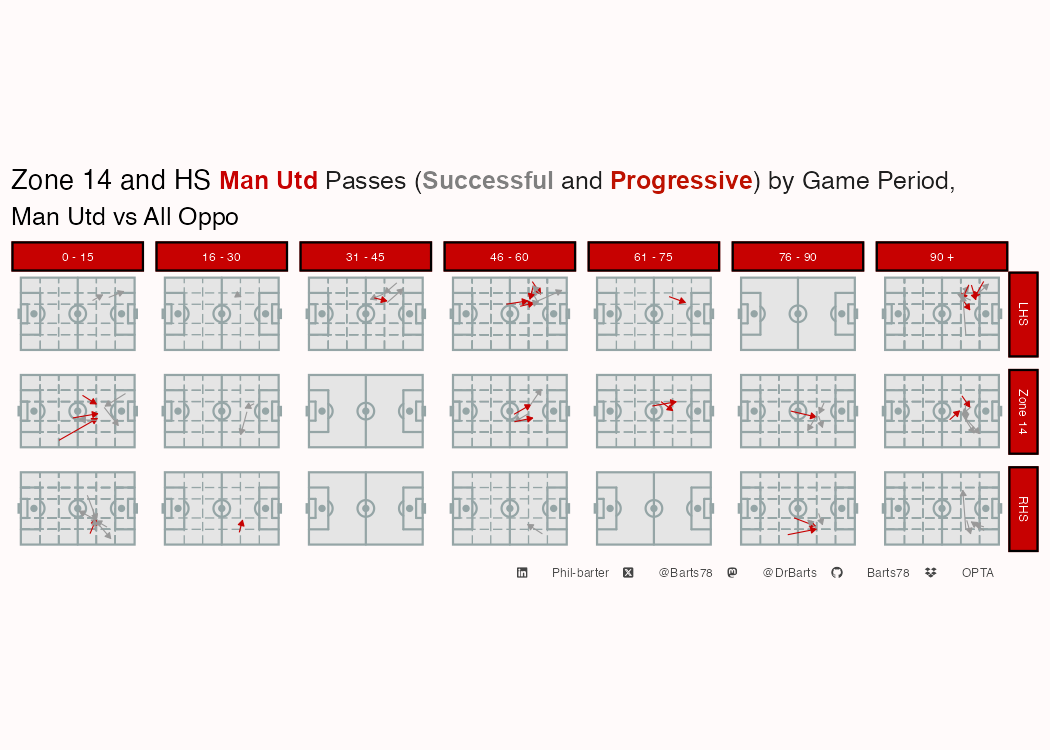 Zone 14 and HS Man Utd Passes (Successful and Progressive) by Game Period,
Man Utd vs All Oppo
0 - 15 16 - 30 31 - 45 46 - 60 61 - 75 76 - 90 90 +
LHS
Zone 14
RHS
Phil-barter @Barts78 @DrBarts Barts78 OPTA